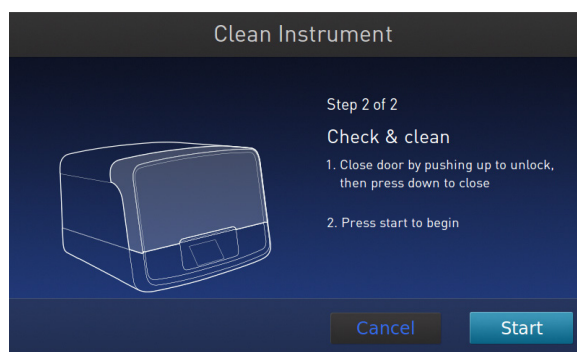 Clean Instrument
Step 2 of 2
Check & clean
1. Close door by pushing up to unlock,
then press down to close
2. Press start to begin
Cancel
Start